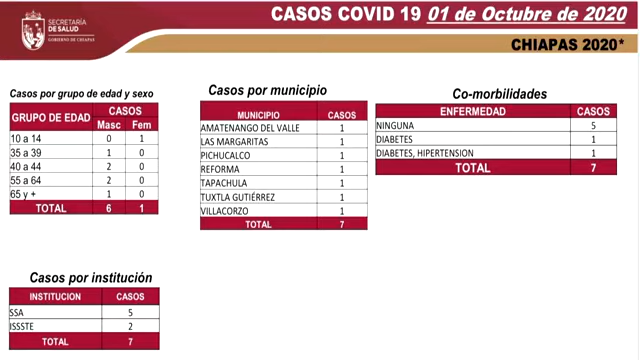 SECRETARÍA
DE SALUD
GOBIERNO DE CHIAPAS
CASOS COVID 19 01 de Octubre de 2020
CHIAPAS 2020*
Casos por grupo de edad y sexo
GRUPO DE EDAD CASOS
Masc Fem
10 a 14 0 1
35 a 39 1 0
40 a 44 2 0
55 a 64 2 0
65 y + 1 0
TOTAL 6 1
Casos por municipio
MUNICIPIO CASOS
AMATENANGO DEL VALLE 1
LAS MARGARITAS 1
PICHUCALCO 1
REFORMA 1
TAPACHULA 1
TUXTLA GUTIÉRREZ 1
VILLACORZO 1
TOTAL 7
Co-morbilidades
ENFERMEDAD CASOS
NINGUNA 5
DIABETES 1
DIABETES, HIPERTENSION 1
TOTAL 7
Casos por institución
INSTITUCION CASOS
SSA 5
ISSSTE 2
TOTAL 7